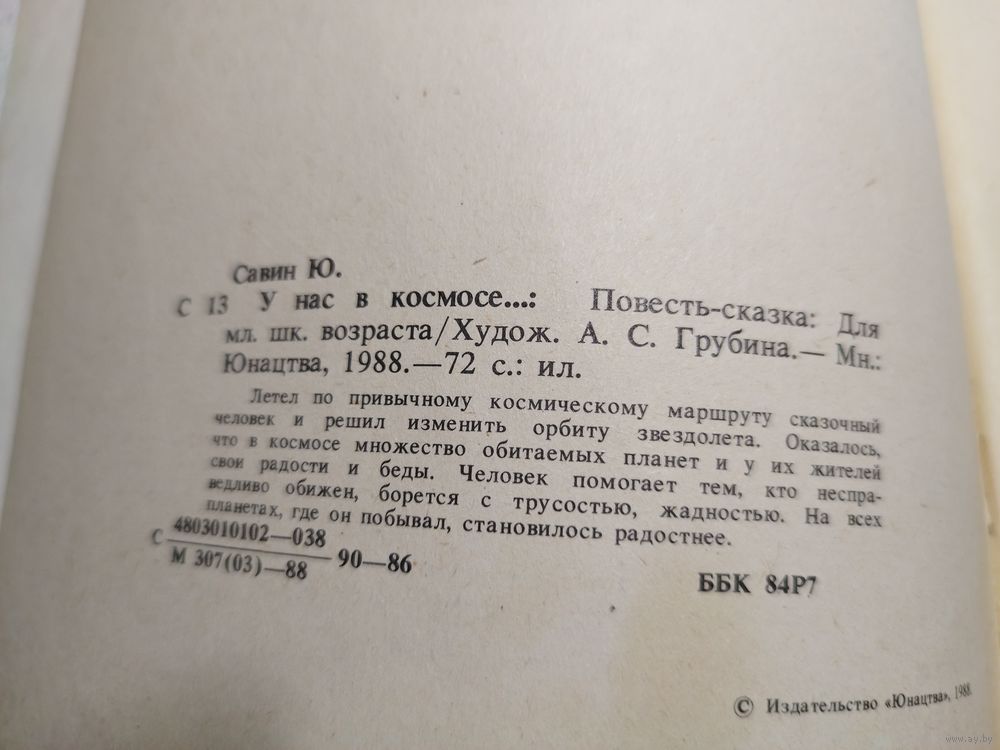 Савин Ю.
С 13 У нас в космосе...: Повесть-сказка: Для
мл. шк. возраста/Худож. А. С. Грубина.— Мн.:
Юнацтва, 1988.—72 с.: ил.
Летел по привычному космическому маршруту сказочный
человек и решил изменить орбиту звездолета. Оказалось,
что в космосе множество обитаемых планет и у их жителей
свои радости и беды. Человек помогает тем, кто неспра-
ведливо обижен, борется с трусостью, жадностью. На всех
планетах, где он побывал, становилось радостнее.
С 4803010102—038
М 307(03)—88
90—86
ББК 84Р7
© Издательство «Юнацтва», 1988.
www.ay.by